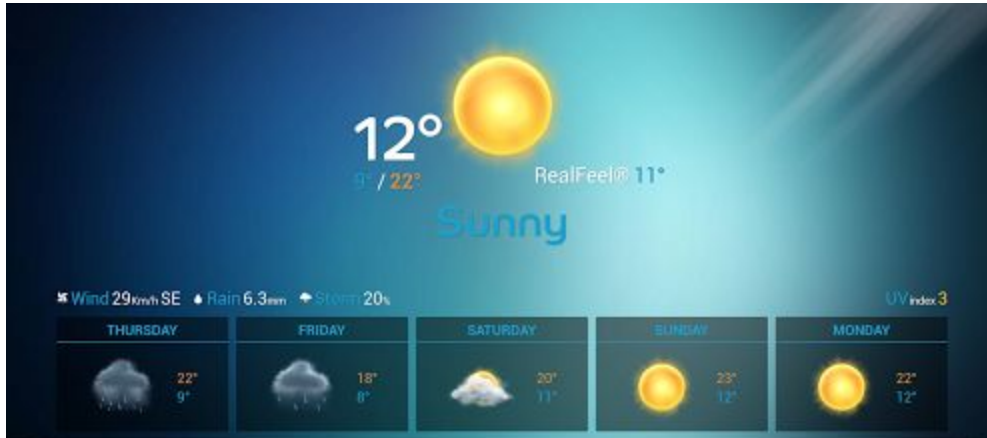 12°
9° / 22°
RealFeel® 11°
Sunny
Wind 29Km/h SE Rain 6.3mm Storm 20%
UV index 3
THURSDAY FRIDAY SATURDAY SUNDAY MONDAY
22° 18° 20° 23° 22°
9° 8° 11° 12° 12°